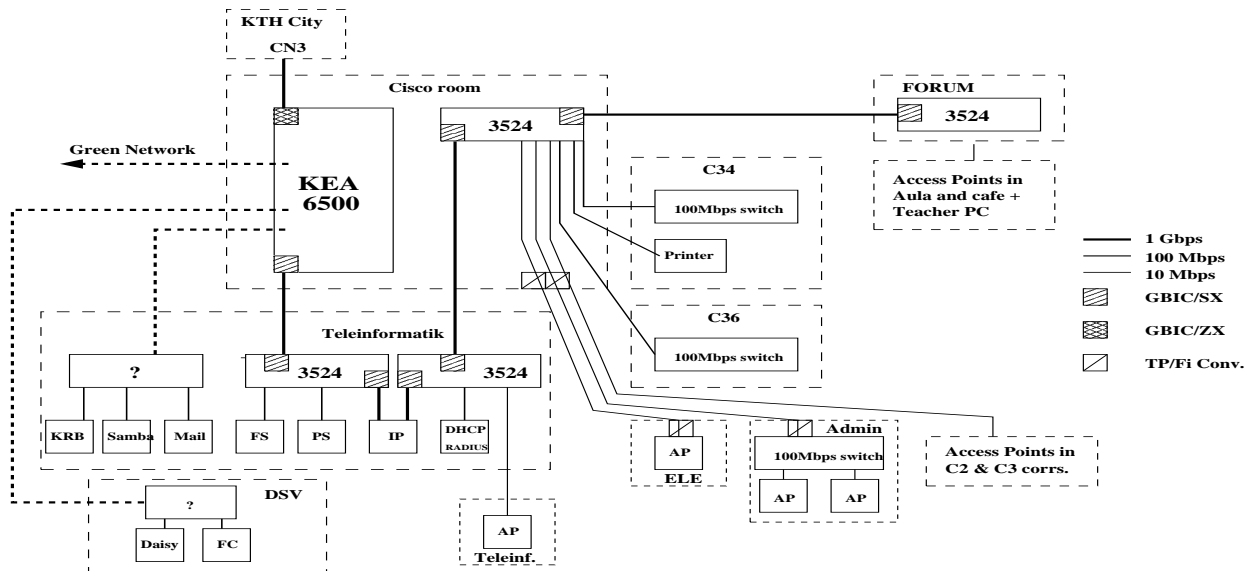 KTH City
CN3
Cisco room
FORUM
3524
3524
Green Network
KEA
6500
C34
100Mbps switch
Printer
Access Points in
Aula and cafe +
Teacher PC
1 Gbps
100 Mbps
10 Mbps
GBIC/SX
GBIC/ZX
TP/Fi Conv.
C36
100Mbps switch
Teleinformatik
?
3524
3524
KRB
Samba
Mail
FS
PS
IP
DHCP
RADIUS
AP
ELE
Admin
100Mbps switch
AP
AP
Access Points in
C2 & C3 corrs.
DSV
?
Daisy
FC
AP
Teleinf.